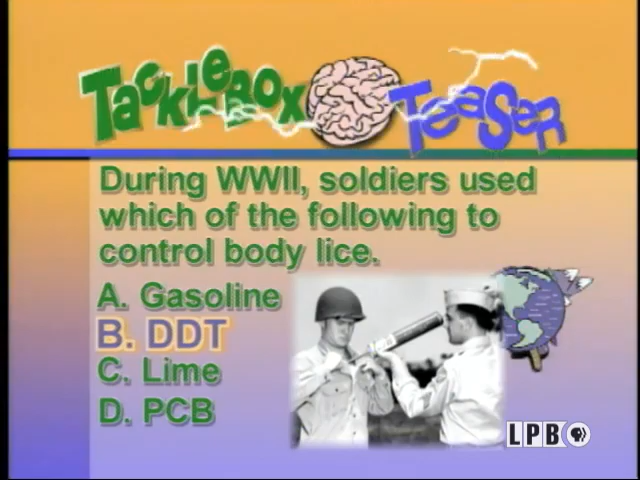 Tacklebox Teaser
During WWII, soldiers used
which of the following to
control body lice.
A. Gasoline
B. DDT
C. Lime
D. PCB
LPB